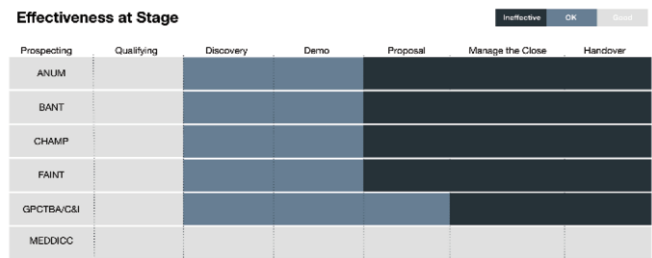 Effectiveness at Stage
Ineffective OK Good
Prospecting Qualifying Discovery Demo Proposal Manage the Close Handover
ANUM
BANT
CHAMP
FAINT
GPCTBA/C&I
MEDDICC